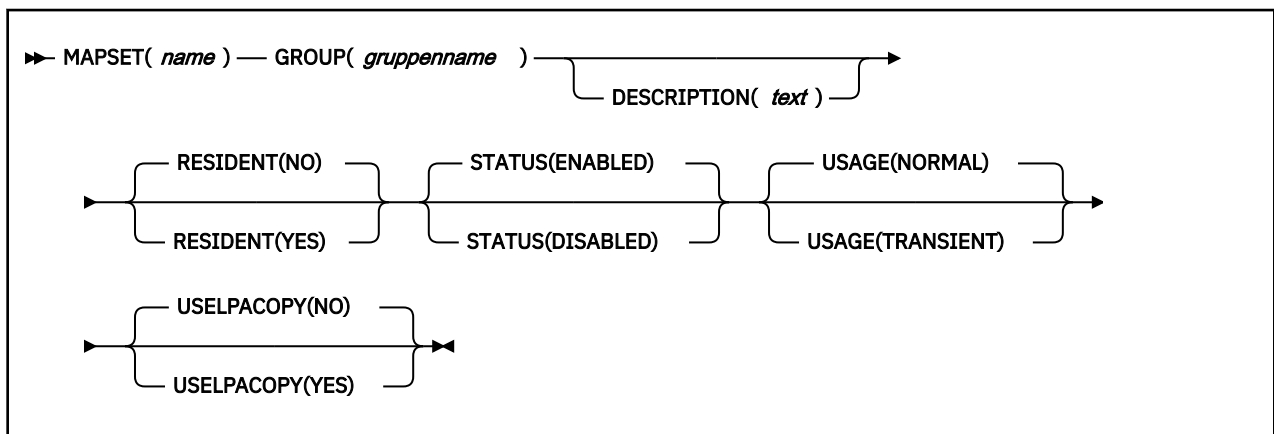 MAPSET( name ) GROUP( gruppenname )
DESCRIPTION( text )
RESIDENT(NO) STATUS(ENABLED) USAGE(NORMAL)
RESIDENT(YES) STATUS(DISABLED) USAGE(TRANSIENT)
USELPACOPY(NO)
USELPACOPY(YES)